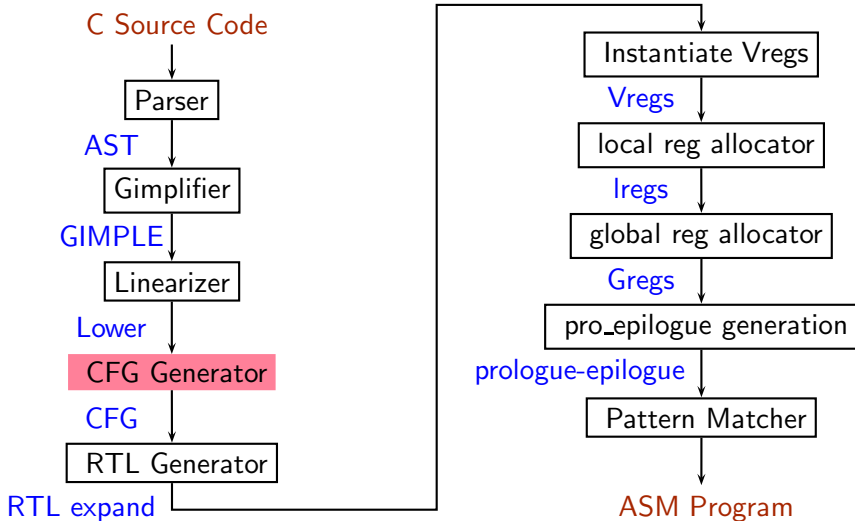 C Source Code
Parser
AST
Gimplifier
GIMPLE
Linearizer
Lower
CFG Generator
CFG
RTL Generator
RTL expand
Instantiate Vregs
Vregs
local reg allocator
lregs
global reg allocator
Gregs
pro_epilogue generation
prologue-epilogue
Pattern Matcher
ASM Program